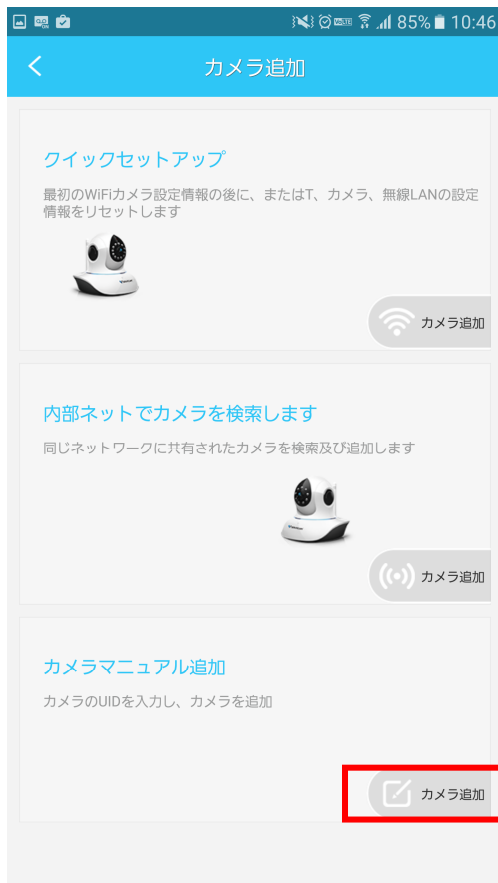 85% 10:46
カメラ追加
クイックセットアップ
最初のWiFiカメラ設定情報の後に、またはT、カメラ、無線LANの設定
情報をリセットします
カメラ追加
内部ネットでカメラを検索します
同じネットワークに共有されたカメラを検索及び追加します
カメラ追加
カメラマニュアル追加
カメラのUIDを入力し、カメラを追加
カメラ追加